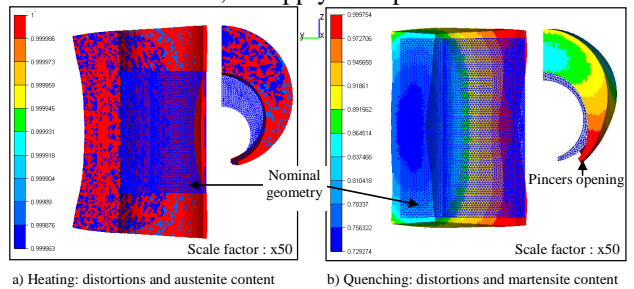 1
0.999986
0.999973
0.999959
0.999945
0.999931
0.999918
0.999904
0.99989
0.999876
0.999863
z
y x
0.999754
0.972706
0.945658
0.91861
0.891562
0.864514
0.837466
0.810418
0.78337
0.756322
0.729274
Nominal
geometry
Pincers opening
Scale factor : x50
Scale factor : x50
a) Heating: distortions and austenite content
b) Quenching: distortions and martensite content